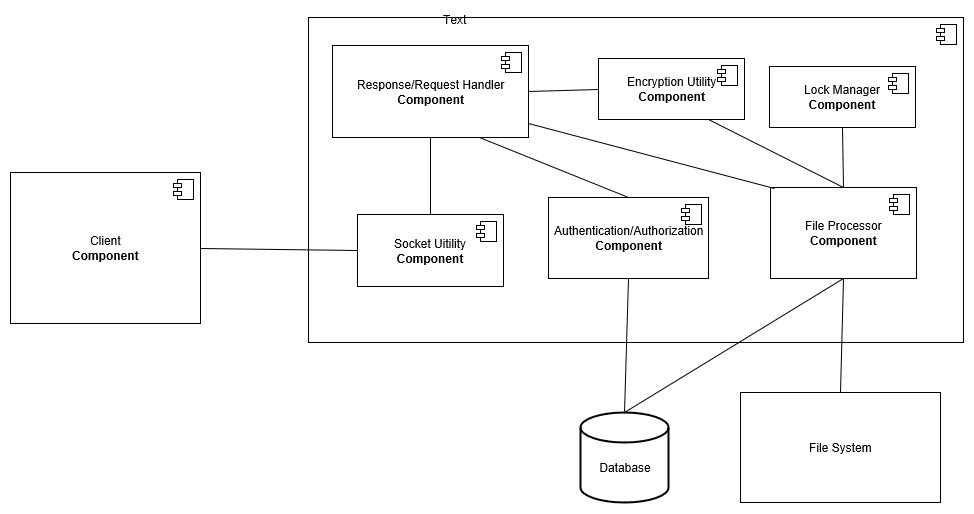 Text
Response/Request Handler
Component
Encryption Utility
Component
Lock Manager
Component
Client
Component
Socket Uitility
Component
Authentication/Authorization
Component
File Processor
Component
Database
File System